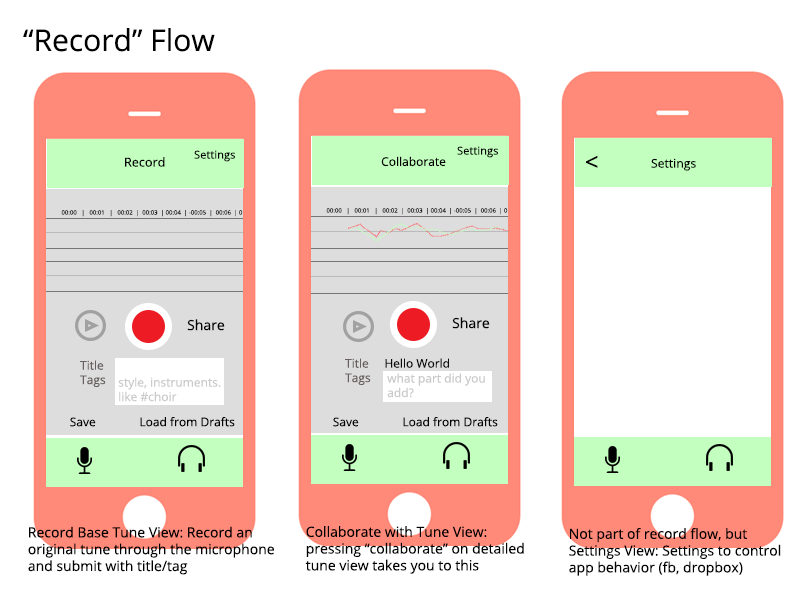 “Record” Flow
Record
Settings
00:00 | 00:01 | 00:02 | 00:03 | 00:04 | -00:05 | 00:06 | 0
Share
Title
Tags
style, instruments.
like #choir
Save
Load from Drafts
Record Base Tune View: Record an
original tune through the microphone
and submit with title/tag
Collaborate
Settings
00:00 | 00:01 | 00:02 | 00:03 | 00:04 | -00:05 | 00:06 | 0
Share
Title
Hello World
Tags
what part did you
add?
Save
Load from Drafts
Collaborate with Tune View:
pressing “collaborate” on detailed
tune view takes you to this
< Settings
Not part of record flow, but
Settings View: Settings to control
app behavior (fb, dropbox)